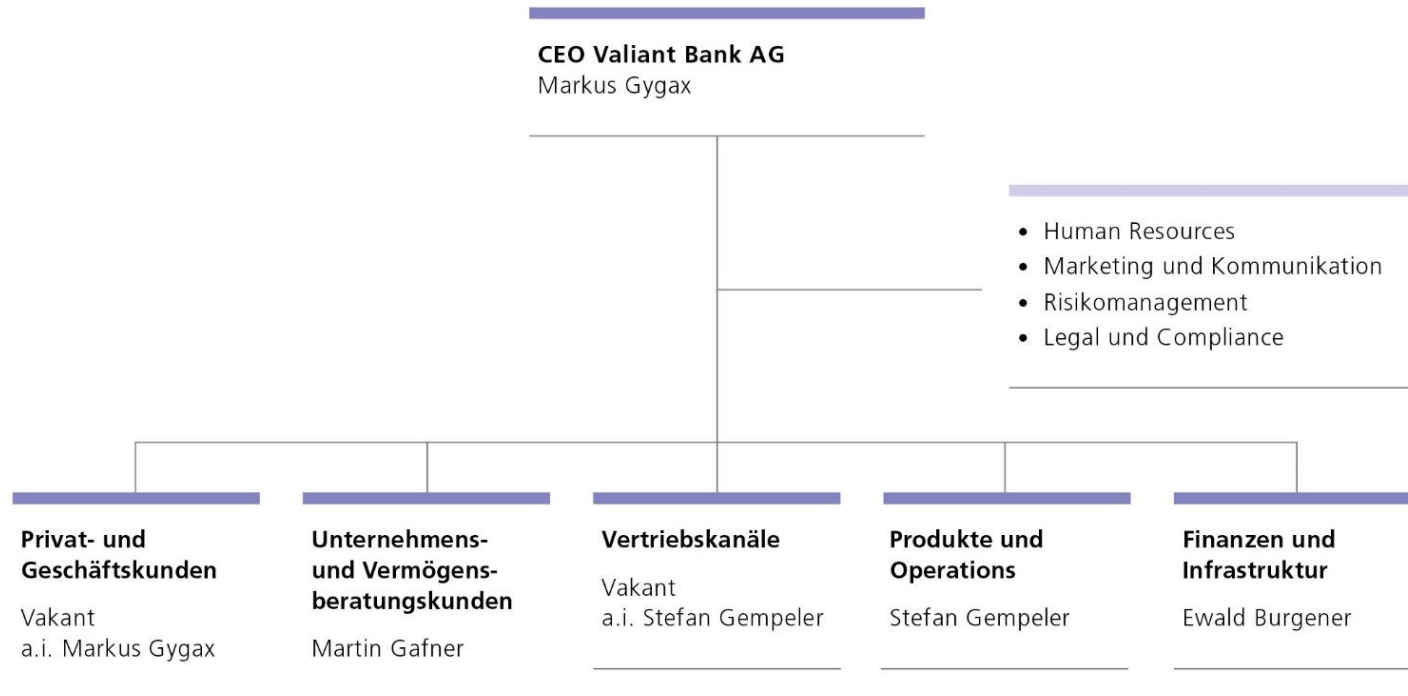 CEO Valiant Bank AG
Markus Gygax
• Human Resources
• Marketing und Kommunikation
• Risikomanagement
• Legal und Compliance
Privat- und
Geschäftskunden
Vakant
a.i. Markus Gygax
Unternehmens-
und Vermögens-
beratungskunden
Martin Gafner
Vertriebskanäle
Vakant
a.i. Stefan Gempeler
Produkte und
Operations
Stefan Gempeler
Finanzen und
Infrastruktur
Ewald Burgener